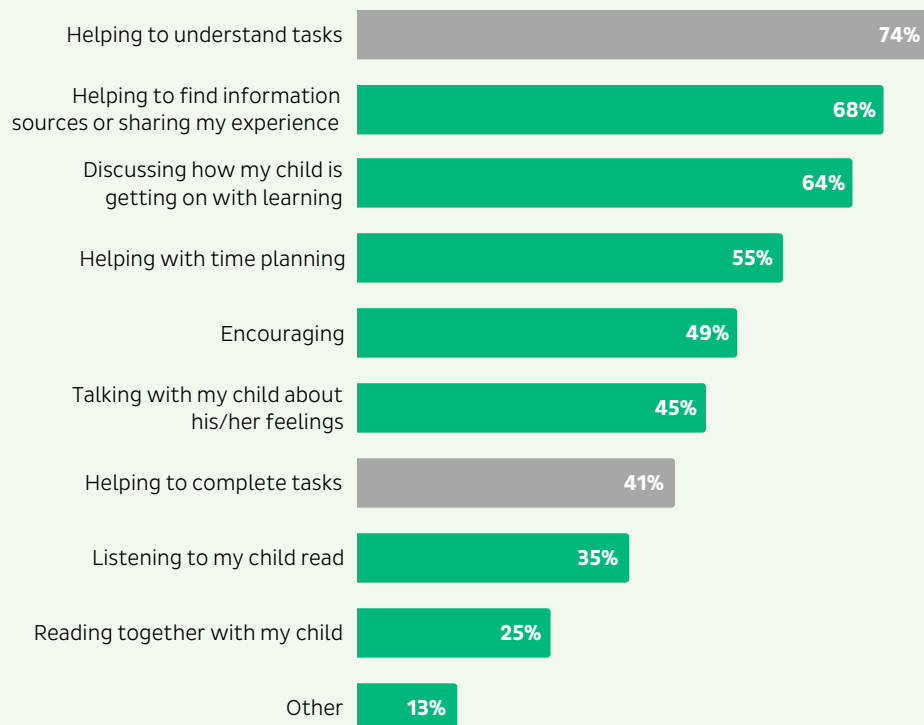 Helping to understand tasks
74%
Helping to find information
sources or sharing my experience
68%
Discussing how my child is
getting on with learning
64%
Helping with time planning
55%
Encouraging
49%
Talking with my child about
his/her feelings
45%
Helping to complete tasks
41%
Listening to my child read
35%
Reading together with my child
25%
Other
13%